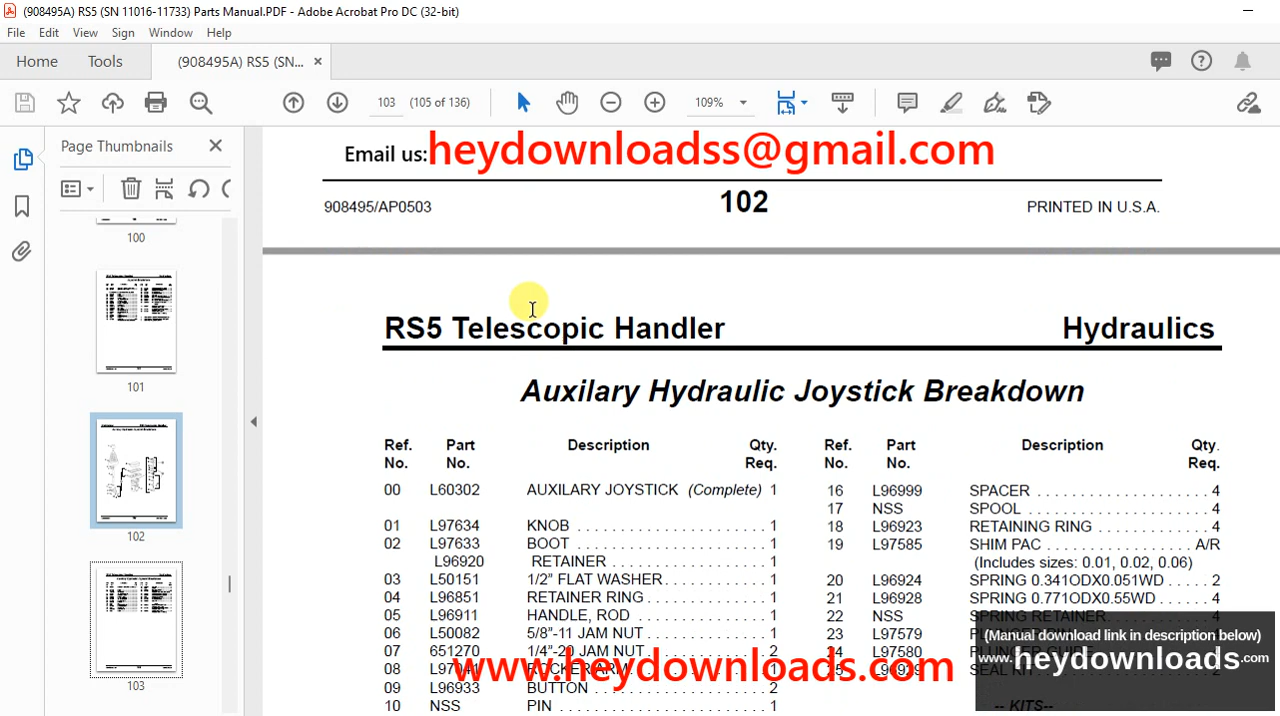 (908495A) RS5 (SN 11016-11733) Parts Manual.PDF - Adobe Acrobat Pro DC (32-bit)
File Edit View Sign Window Help
Home Tools (908495A) RS5 (SN... ×
103 (105 of 136) 109%
Page Thumbnails
100
101
102
103
Email us:heydownloadss@gmail.com
908495/AP0503 102 PRINTED IN U.S.A.
RS5 Telescopic Handler Hydraulics
Auxilary Hydraulic Joystick Breakdown
Ref. Part Description Qty.
No. No. Req.
00 L60302 AUXILARY JOYSTICK (Complete) 1
01 L97634 KNOB . . . . . . . . . . . . . . . . . . . . . . 1
02 L97633 BOOT . . . . . . . . . . . . . . . . . . . . . . 1
L96920 RETAINER . . . . . . . . . . . . . . . . . . 1
03 L50151 1/2” FLAT WASHER . . . . . . . . . . . . 1
04 L96851 RETAINER RING . . . . . . . . . . . . . . 1
05 L96911 HANDLE, ROD . . . . . . . . . . . . . . . . 1
06 L50082 5/8”-11 JAM NUT . . . . . . . . . . . . . . 1
07 651270 1/4”-20 JAM NUT . . . . . . . . . . . . . . 2
08
09 L96933 BUTTON . . . . . . . . . . . . . . . . . . . . 2
10 NSS PIN . . . . . . . . . . . . . . . . . . . . . . . . 1
Ref. Part Description Qty.
No. No. Req.
16 L96999 SPACER . . . . . . . . . . . . . . . . . . . . 4
17 NSS SPOOL . . . . . . . . . . . . . . . . . . . . . 4
18 L96923 RETAINING RING . . . . . . . . . . . . . 4
19 L97585 SHIM PAC . . . . . . . . . . . . . . . . . . A/R
(Includes sizes: 0.01, 0.02, 0.06)
20 L96924 SPRING 0.341ODX0.051WD . . . . . 2
21 L96928 SPRING 0.771ODX0.55WD . . . . . . 4
22 NSS SPRING RETAINER . . . . . . . . . . . 4
23 L97579
L97580 PLUNGER GUIDE
SEAL KIT
-- KITS--
www.heydownloads.com
(Manual download link in description below)
www.heydownloads.com